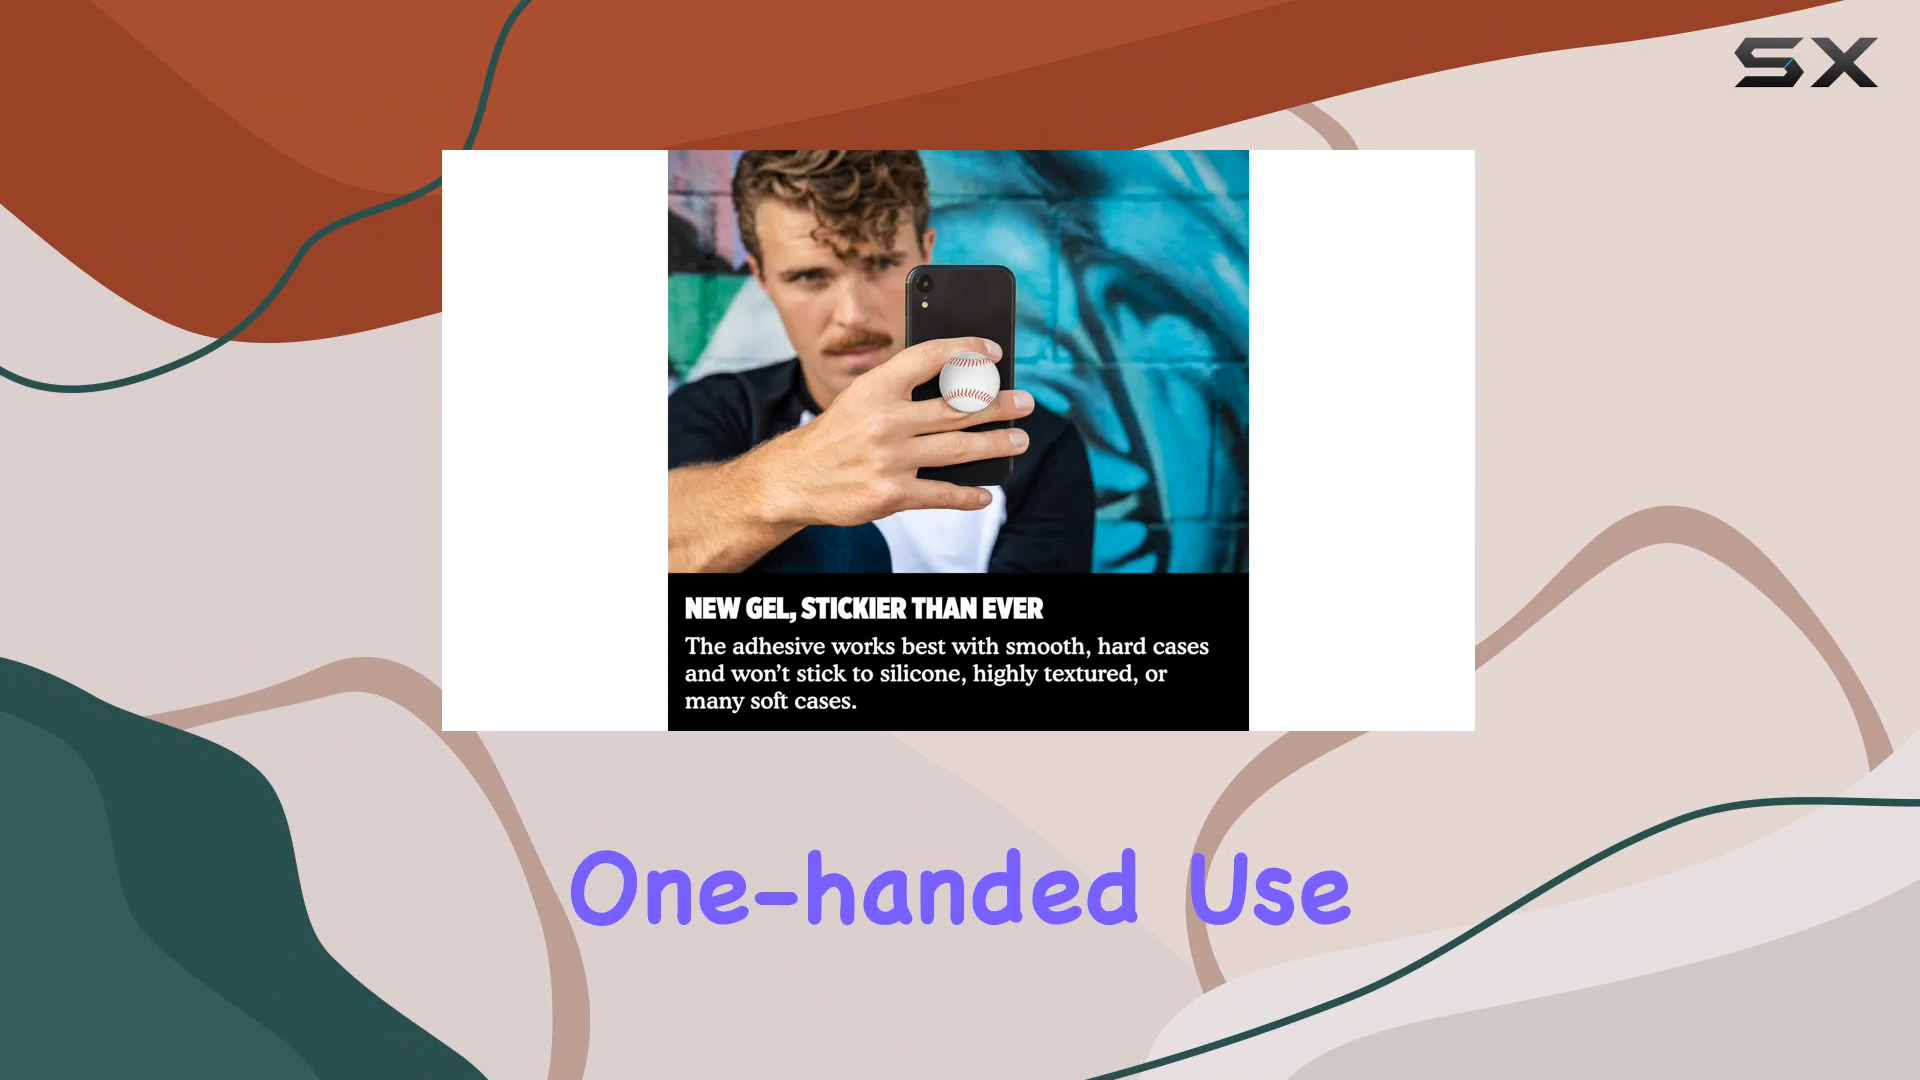 SX
NEW GEL, STICKIER THAN EVER
The adhesive works best with smooth, hard cases
and won’t stick to silicone, highly textured, or
many soft cases.
One-handed Use